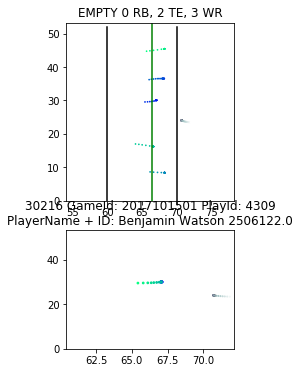 EMPTY 0 RB, 2 TE, 3 WR
50
40
30
20
10
0
55 60 65 70 75
30216 GameId: 2017101501 PlayId: 4309
PlayerName + ID: Benjamin Watson 2506122.0
40
20
0
62.5 65.0 67.5 70.0